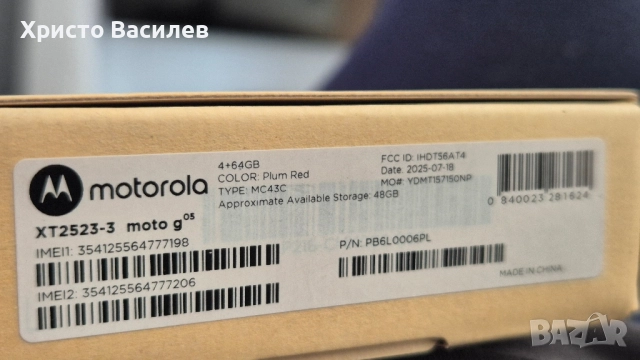 Христо Василев
motorola
4+64GB
COLOR: Plum Red
TYPE: MC43C
Approximate Available Storage: 48GB
FCC ID: IHDT56AT4
Date: 2025-07-18
MO#: YDMT157150NP
0 840023 281624
XT2523-3 moto g05
IMEI1: 354125564777198
IMEI2: 354125564777206
P/N: PB6L0006PL
MADE IN CHINA
BAZAR